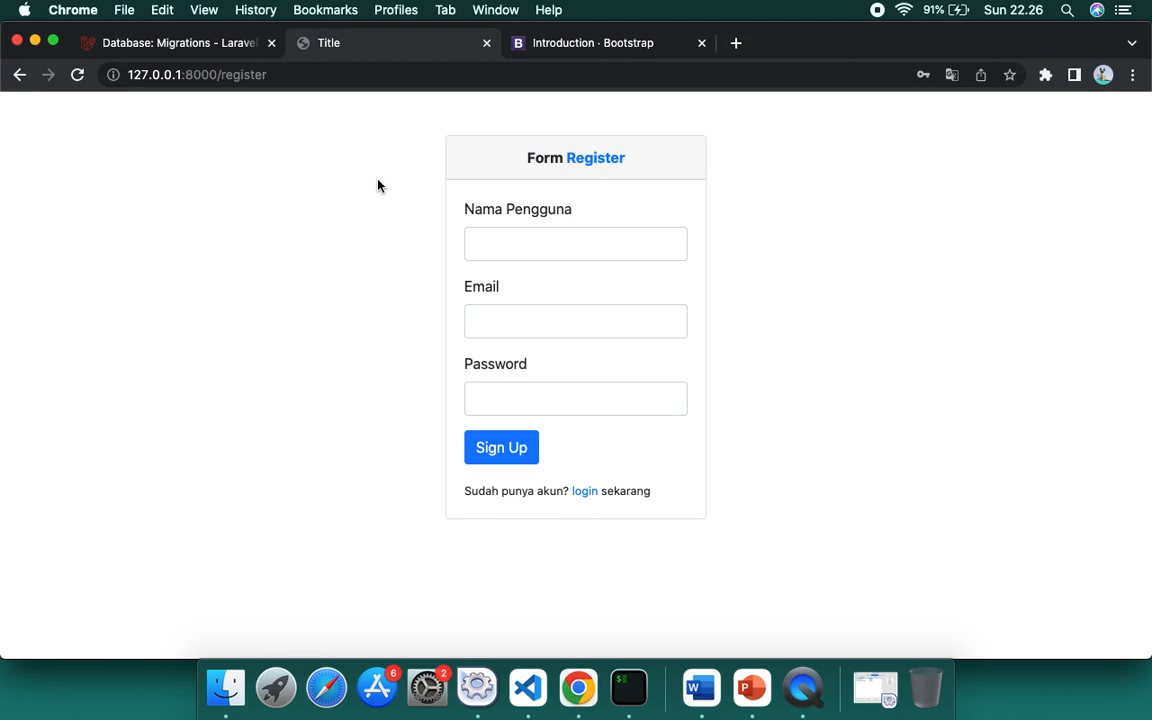 Chrome File Edit View History Bookmarks Profiles Tab Window Help 91% Sun 22.26
Database: Migrations - Laravel Title B Introduction · Bootstrap
127.0.0.1:8000/register
Form Register
Nama Pengguna
Email
Password
Sign Up
Sudah punya akun? login sekarang
6 2 $ W P